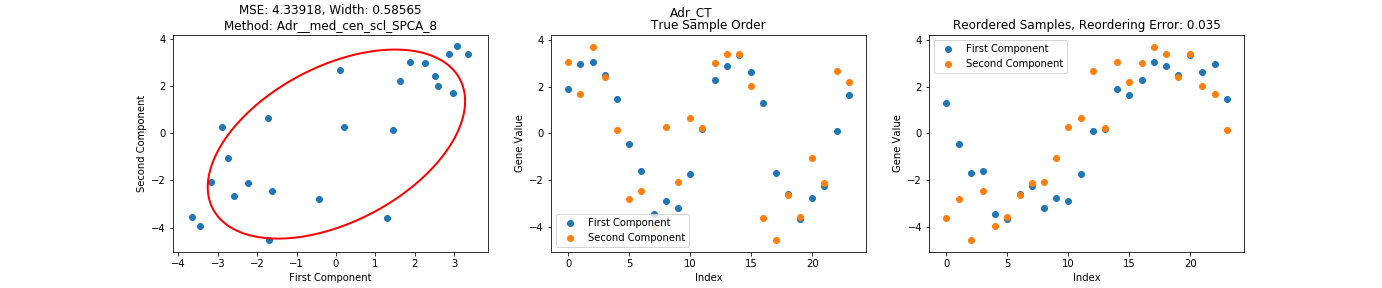 Adr_CT
MSE: 4.33918, Width: 0.58565
Method: Adr__med_cen_scl_SPCA_8
4
2
0
−2
−4
Second Component
−4 −3 −2 −1 0 1 2 3
First Component
True Sample Order
4
2
0
−2
−4
Gene Value
First Component
Second Component
0 5 10 15 20
Index
Reordered Samples, Reordering Error: 0.035
First Component
Second Component
4
2
0
−2
−4
Gene Value
0 5 10 15 20
Index